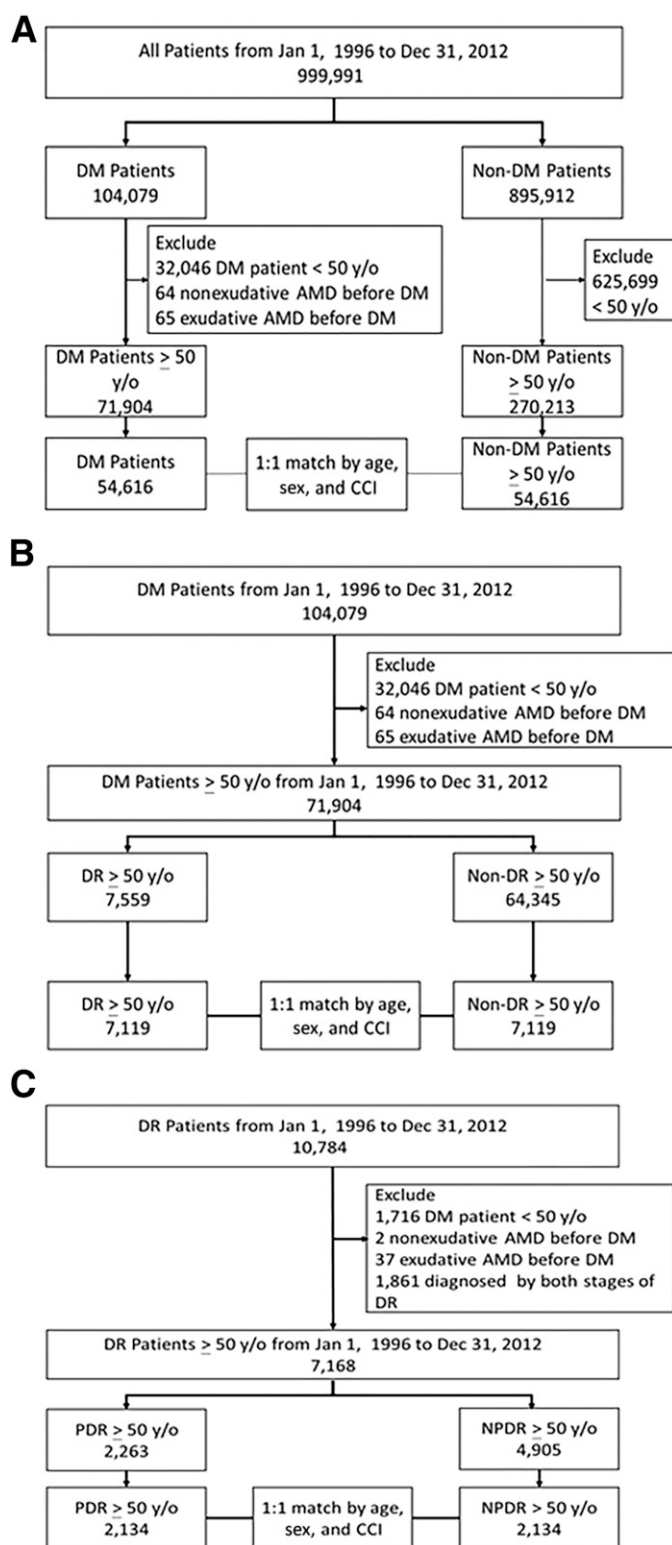 A
All Patients from Jan 1, 1996 to Dec 31, 2012
999,991
DM Patients
104,079
Non-DM Patients
895,912
Exclude
32,046 DM patient < 50 y/o
64 nonexudative AMD before DM
65 exudative AMD before DM
Exclude
625,699
< 50 y/o
DM Patients ≥ 50
y/o
71,904
Non-DM Patients
≥ 50 y/o
270,213
DM Patients
54,616
1:1 match by age,
sex, and CCI
Non-DM Patients
≥ 50 y/o
54,616
B
DM Patients from Jan 1, 1996 to Dec 31, 2012
104,079
Exclude
32,046 DM patient < 50 y/o
64 nonexudative AMD before DM
65 exudative AMD before DM
DM Patients ≥ 50 y/o from Jan 1, 1996 to Dec 31, 2012
71,904
DR ≥ 50 y/o
7,559
Non-DR ≥ 50 y/o
64,345
DR ≥ 50 y/o
7,119
1:1 match by age,
sex, and CCI
Non-DR ≥ 50 y/o
7,119
C
DR Patients from Jan 1, 1996 to Dec 31, 2012
10,784
Exclude
1,716 DM patient < 50 y/o
2 nonexudative AMD before DM
37 exudative AMD before DM
1,861 diagnosed by both stages of
DR
DR Patients ≥ 50 y/o from Jan 1, 1996 to Dec 31, 2012
7,168
PDR ≥ 50 y/o
2,263
NPDR ≥ 50 y/o
4,905
PDR ≥ 50 y/o
2,134
1:1 match by age,
sex, and CCI
NPDR > 50 y/o
2,134